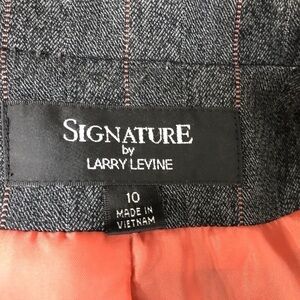 SIGNATURE
by
LARRY LEVINE
10
MADE IN
VIETNAM